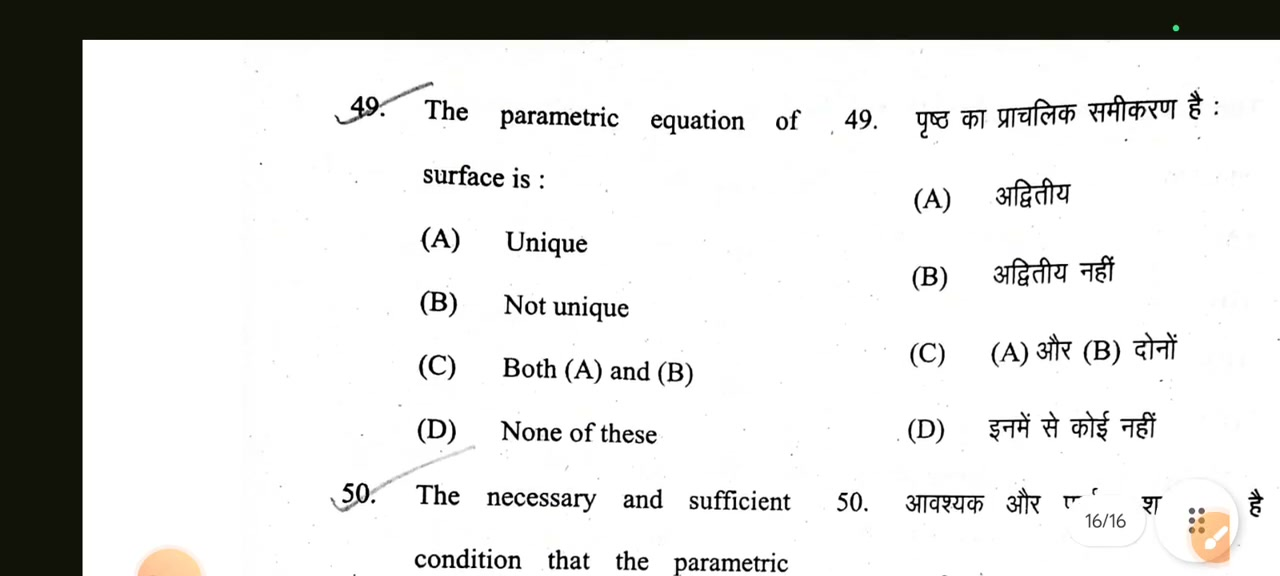 49. The parametric equation of
surface is :
(A) Unique
(B) Not unique
(C) Both (A) and (B)
(D) None of these
50. The necessary and sufficient
condition that the parametric
49. पृष्ठ का प्राचलिक समीकरण है :
(A) अद्वितीय
(B) अद्वितीय नहीं
(C) (A) और (B) दोनों
(D) इनमें से कोई नहीं
50. आवश्यक और है
16/16